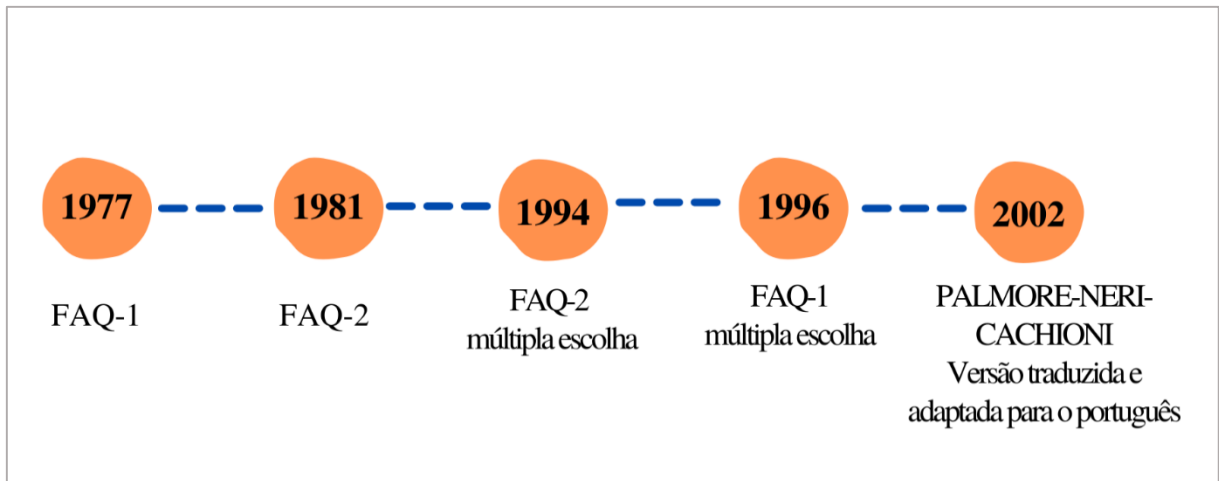 1977
1981
1994
1996
2002
FAQ-1
FAQ-2
FAQ-2
múltipla escolha
FAQ-1
múltipla escolha
PALMORE-NERI-
CACHIONI
Versão traduzida e
adaptada para o português